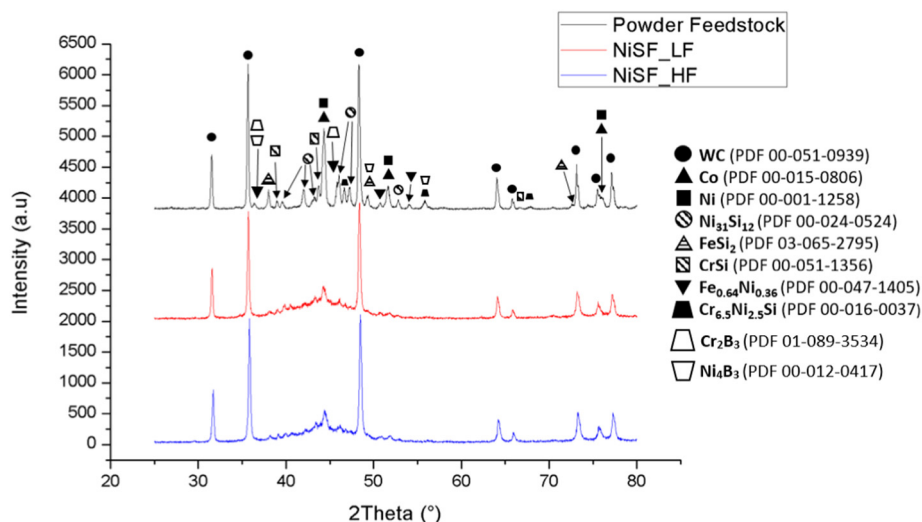 Powder Feedstock
NiSF_LF
NiSF_HF
6500
6000
5500
5000
4500
4000
3500
3000
2500
2000
1500
1000
500
0
Intensity (a.u)
20
30
40
50
60
70
80
85
2Theta (°)
WC (PDF 00-051-0939)
Co (PDF 00-015-0806)
Ni (PDF 00-001-1258)
Ni31Si12 (PDF 00-024-0524)
FeSi2 (PDF 03-065-2795)
CrSi (PDF 00-051-1356)
Fe0.64Ni0.36 (PDF 00-047-1405)
Cr6.5Ni2.5Si (PDF 00-016-0037)
Cr2B3 (PDF 01-089-3534)
Ni4B3 (PDF 00-012-0417)